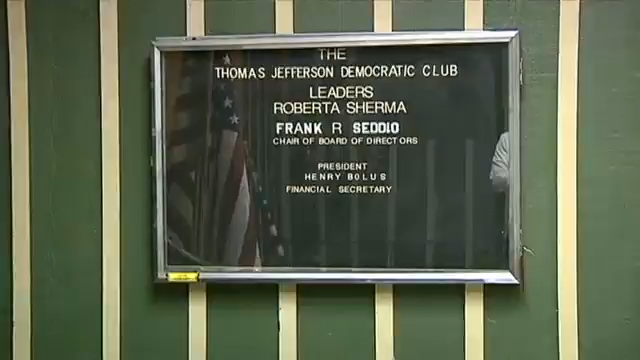 THE
THOMAS JEFFERSON DEMOCRATIC CLUB
LEADERS
ROBERTA SHERMA
FRANK R SEDDIO
CHAIR OF BOARD OF DIRECTORS
PRESIDENT
HENRY BOLUS
FINANCIAL SECRETARY